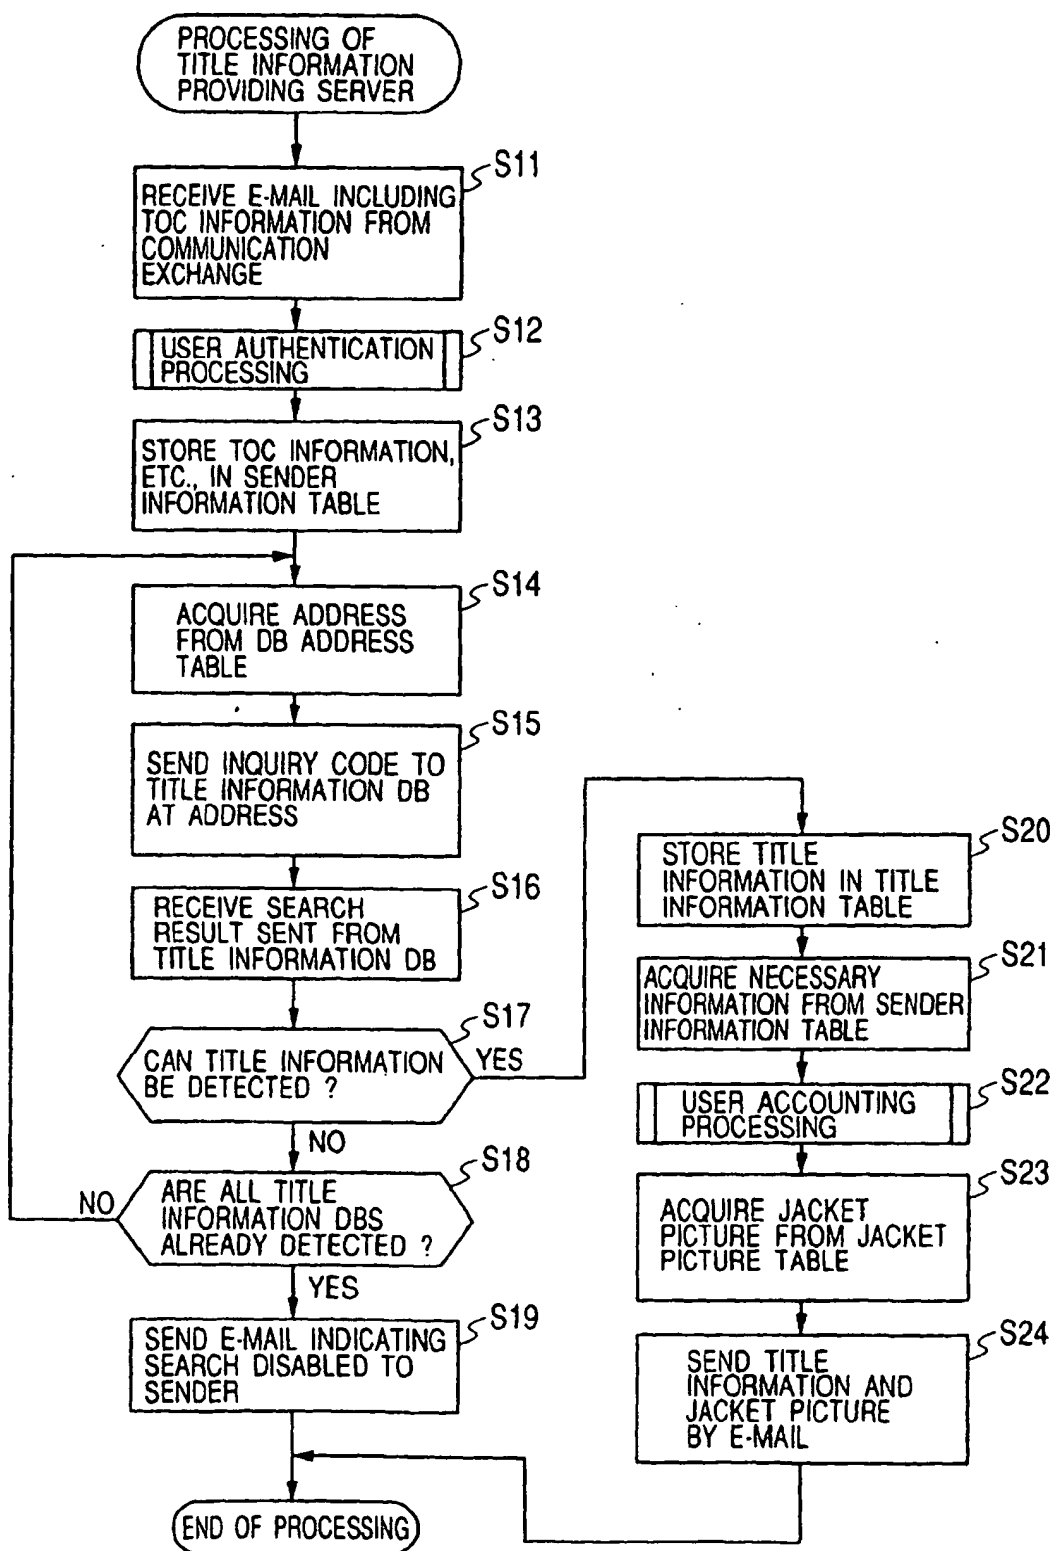 PROCESSING OF
TITLE INFORMATION
PROVIDING SERVER
S11
RECEIVE E-MAIL INCLUDING
TOC INFORMATION FROM
COMMUNICATION
EXCHANGE
S12
USER AUTHENTICATION
PROCESSING
S13
STORE TOC INFORMATION,
ETC., IN SENDER
INFORMATION TABLE
S14
ACQUIRE ADDRESS
FROM DB ADDRESS
TABLE
S15
SEND INQUIRY CODE TO
TITLE INFORMATION DB
AT ADDRESS
S16
RECEIVE SEARCH
RESULT SENT FROM
TITLE INFORMATION DB
S17
CAN TITLE INFORMATION
BE DETECTED ?
YES
NO
S18
ARE ALL TITLE
INFORMATION DBS
ALREADY DETECTED ?
NO
YES
S19
SEND E-MAIL INDICATING
SEARCH DISABLED TO
SENDER
END OF PROCESSING
S20
STORE TITLE
INFORMATION IN TITLE
INFORMATION TABLE
S21
ACQUIRE NECESSARY
INFORMATION FROM SENDER
INFORMATION TABLE
S22
USER ACCOUNTING
PROCESSING
S23
ACQUIRE JACKET
PICTURE FROM JACKET
PICTURE TABLE
S24
SEND TITLE
INFORMATION AND
JACKET PICTURE
BY E-MAIL